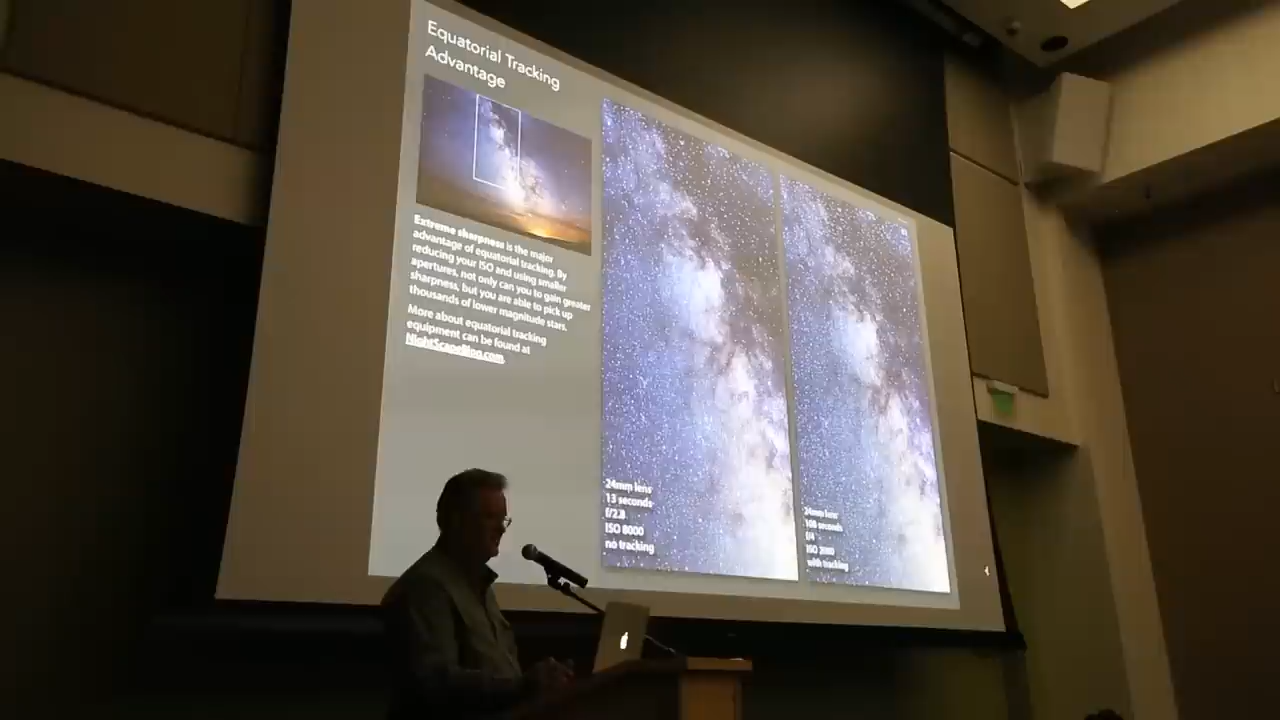 Equatorial Tracking
Advantage
Extreme sharpness is the major
advantage of equatorial tracking. By
reducing your ISO and using smaller
apertures, not only can you to gain greater
sharpness, but you are able to pick up
thousands of lower magnitude stars.
More about equatorial tracking
equipment can be found at
NightScapeBlog.com.
24mm lens
13 seconds
f/2.8
ISO 8000
no tracking
24mm lens
108 seconds
f/4
ISO 2000
with tracking